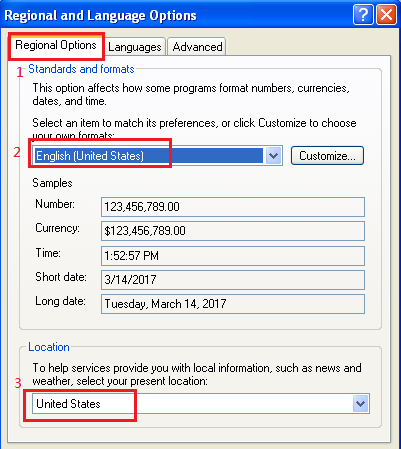 Regional and Language Options
Regional Options Languages Advanced
1
Standards and formats
This option affects how some programs format numbers, currencies,
dates, and time.
Select an item to match its preferences, or click Customize to choose
your own formats:
2
English (United States) Customize...
Samples
Number: 123,456,789.00
Currency: $123,456,789.00
Time: 1:52:57 PM
Short date: 3/14/2017
Long date: Tuesday, March 14, 2017
Location
To help services provide you with local information, such as news and
weather, select your present location:
3
United States